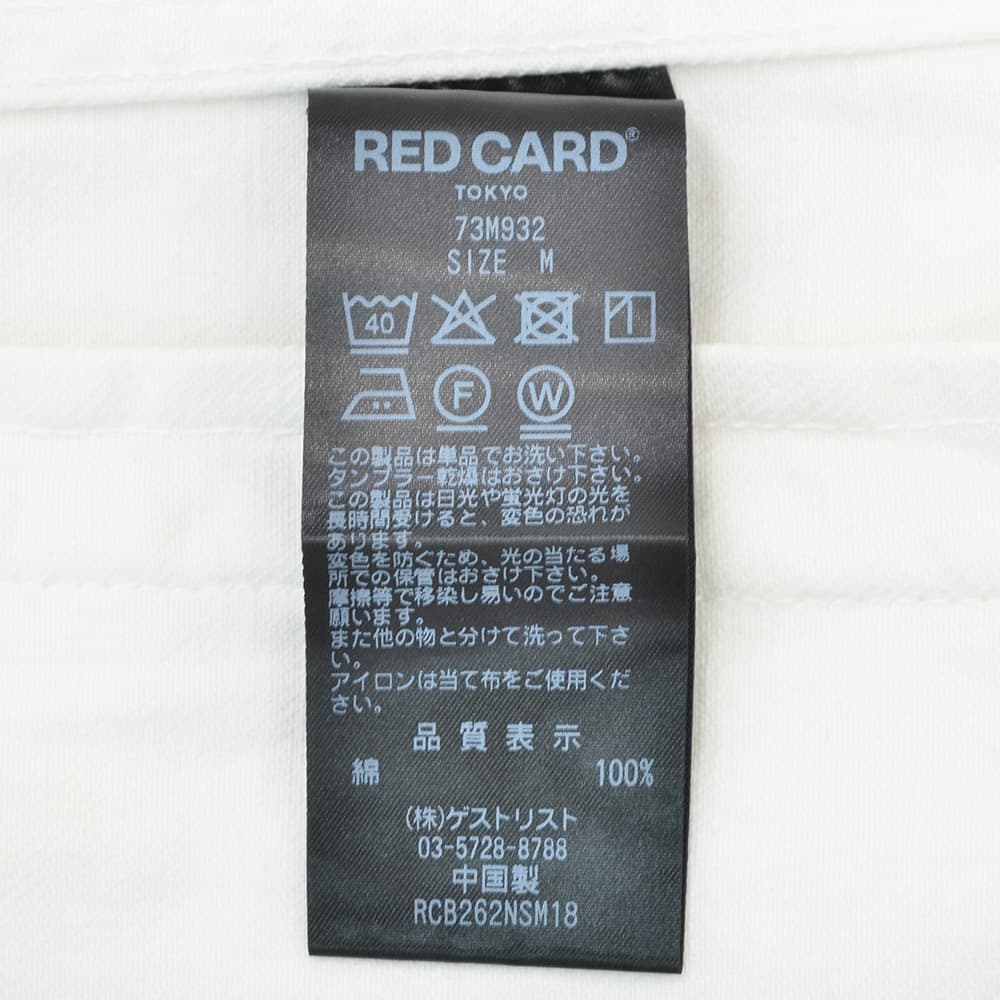 RED CARD®
TOKYO
73M932
SIZE M
40
F
W
この製品は単品でお洗い下さい。
タンブラー乾燥はおさけ下さい。
この製品は日光や蛍光灯の光を
長時間受けると、変色の恐れが
あります。
変色を防ぐため、光の当たる場
所での保管はおさけ下さい。
摩擦等で移染し易いのでご注意
願います。
また他の物と分けて洗って下さ
い。
アイロンは当て布をご使用くだ
さい。
品質表示
綿 100%
(株)ゲストリスト
03-5728-8788
中国製
RCB262NSM18